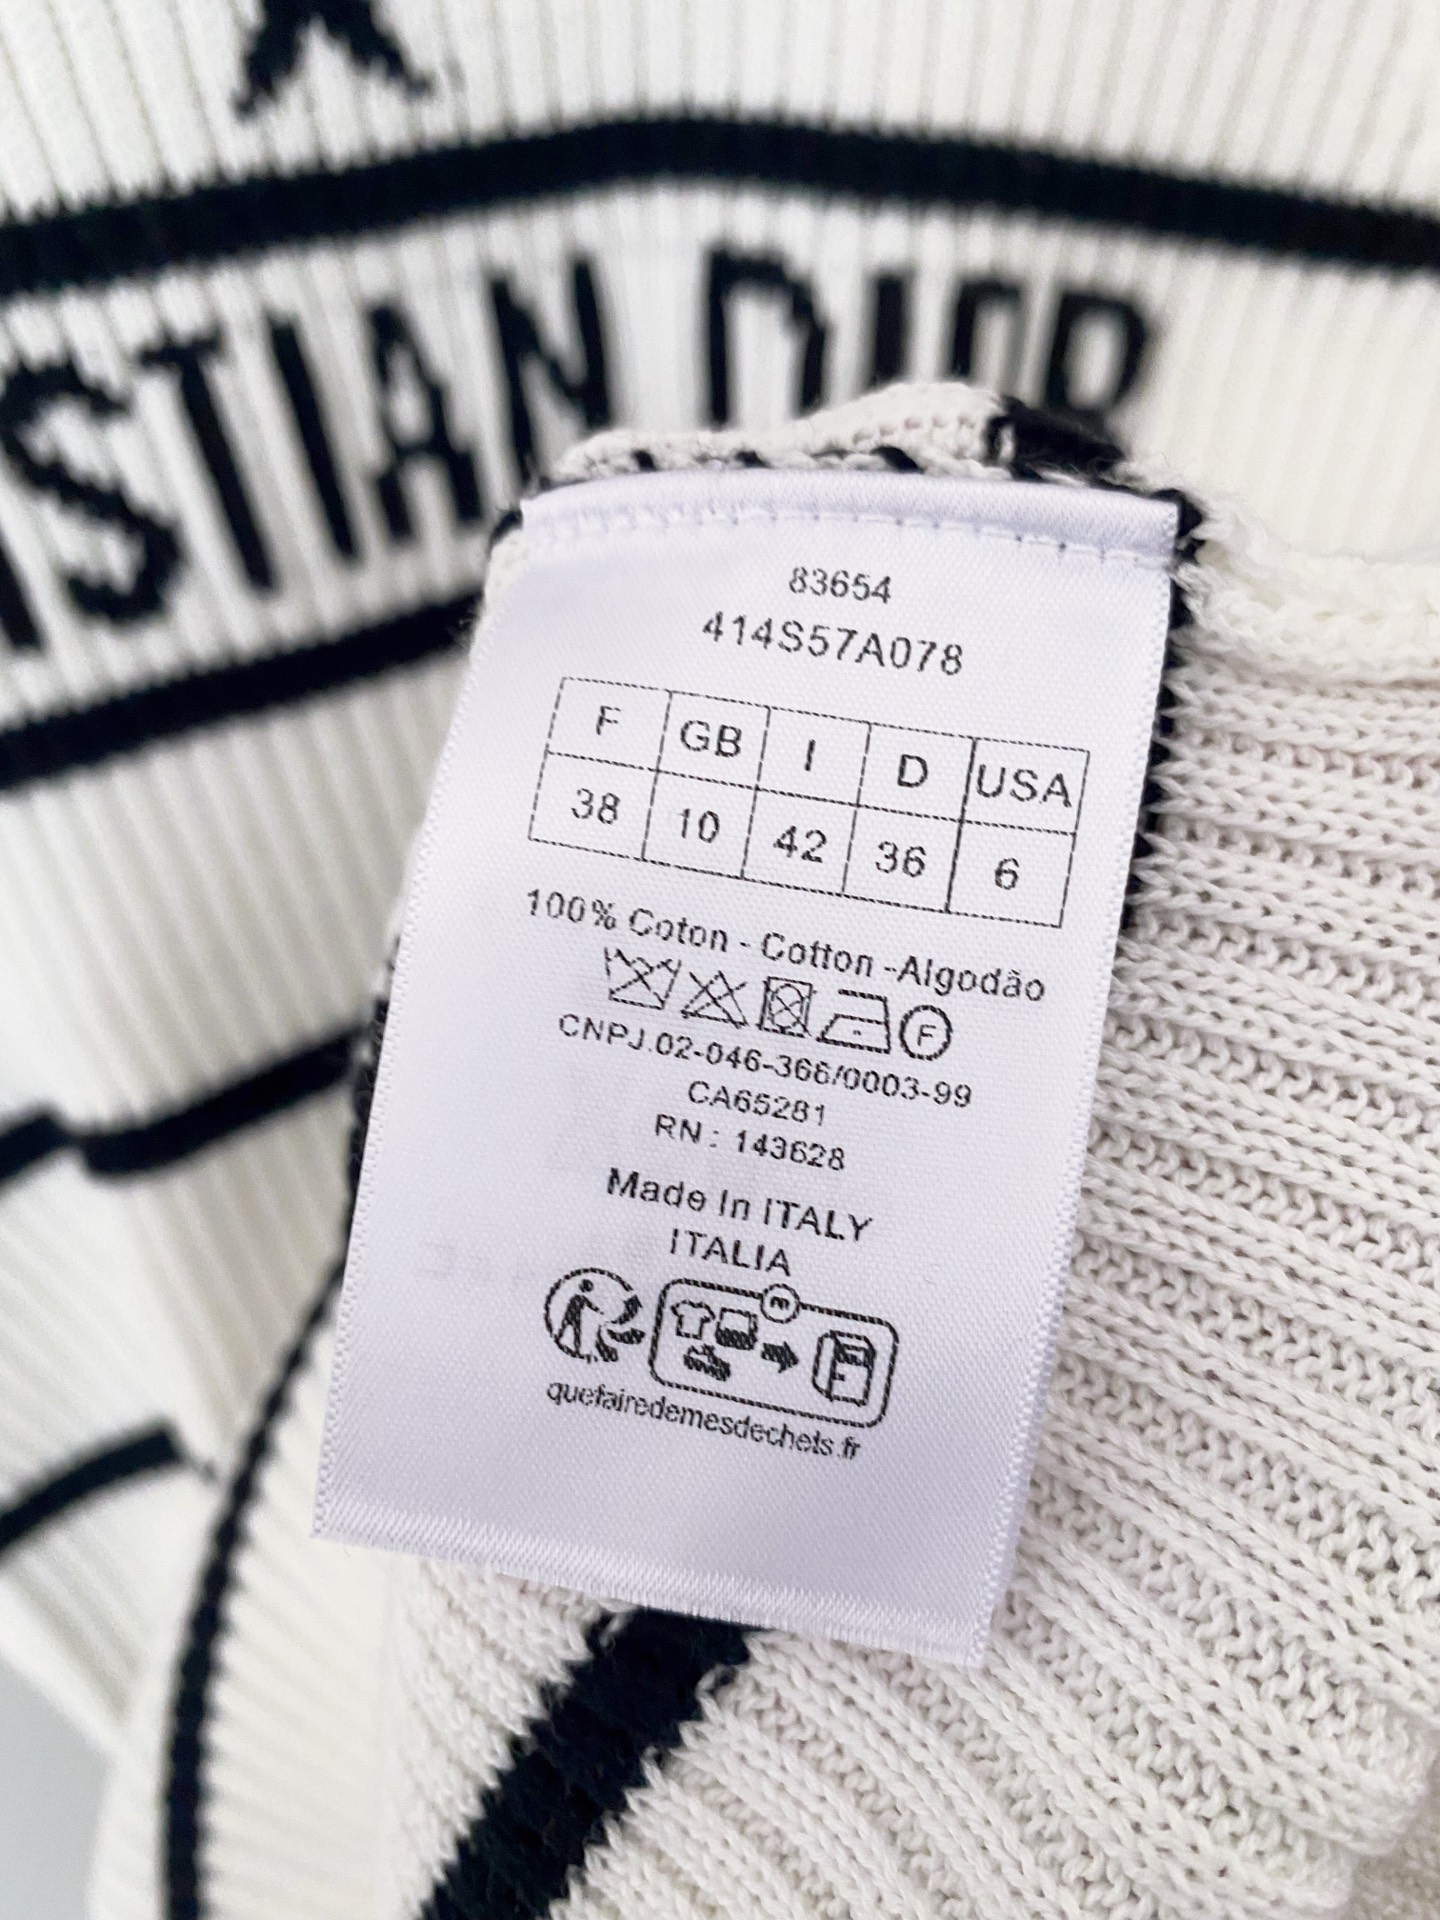 STIAN DIOR
83654
414S57A078
F GB I D USA
38 10 42 36 6
100% Coton - Cotton -Algodão
F
CNPJ.02-046-366/0003-99
CA65281
RN : 143628
Made In ITALY
ITALIA
quefairedemesdechets.fr